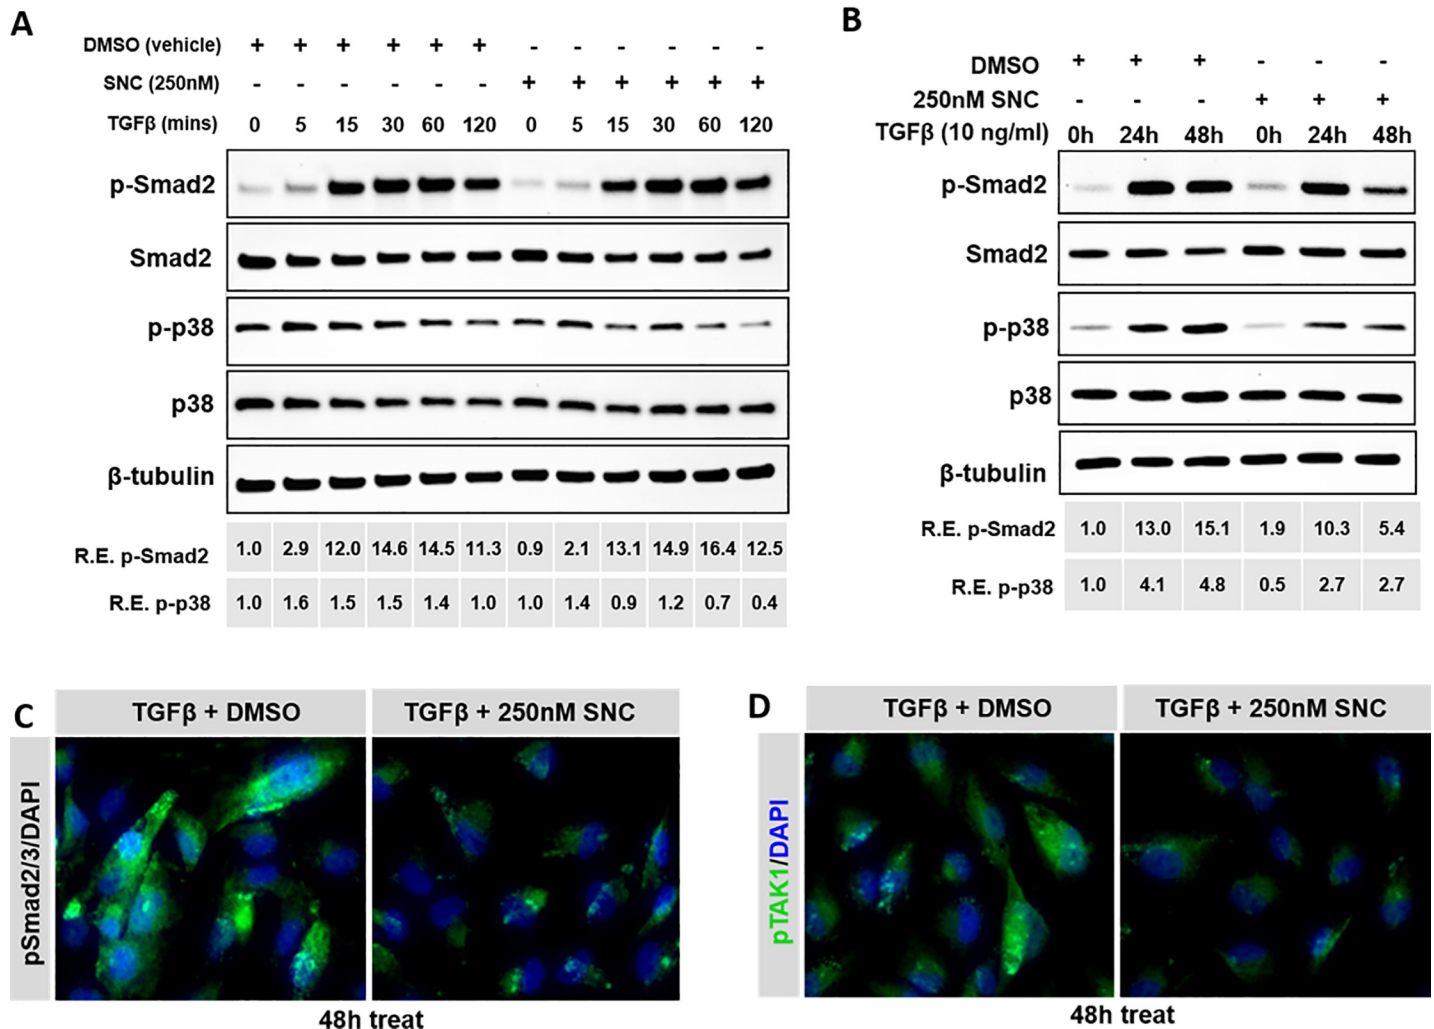 A
DMSO (vehicle) + + + + + + - - - - - -
SNC (250nM) - - - - - - + + + + + +
TGFβ (mins) 0 5 15 30 60 120 0 5 15 30 60 120
p-Smad2
Smad2
p-p38
p38
β-tubulin
R.E. p-Smad2 1.0 2.9 12.0 14.6 14.5 11.3 0.9 2.1 13.1 14.9 16.4 12.5
R.E. p-p38 1.0 1.6 1.5 1.5 1.4 1.0 1.0 1.4 0.9 1.2 0.7 0.4
B
DMSO + + + - - -
250nM SNC - - - + + +
TGFβ (10 ng/ml) 0h 24h 48h 0h 24h 48h
p-Smad2
Smad2
p-p38
p38
β-tubulin
R.E. p-Smad2 1.0 13.0 15.1 1.9 10.3 5.4
R.E. p-p38 1.0 4.1 4.8 0.5 2.7 2.7
C
TGFβ + DMSO
TGFβ + 250nM SNC
pSmad2/3/DAPI
48h treat
D
TGFβ + DMSO
TGFβ + 250nM SNC
pTAK1/DAPI
48h treat